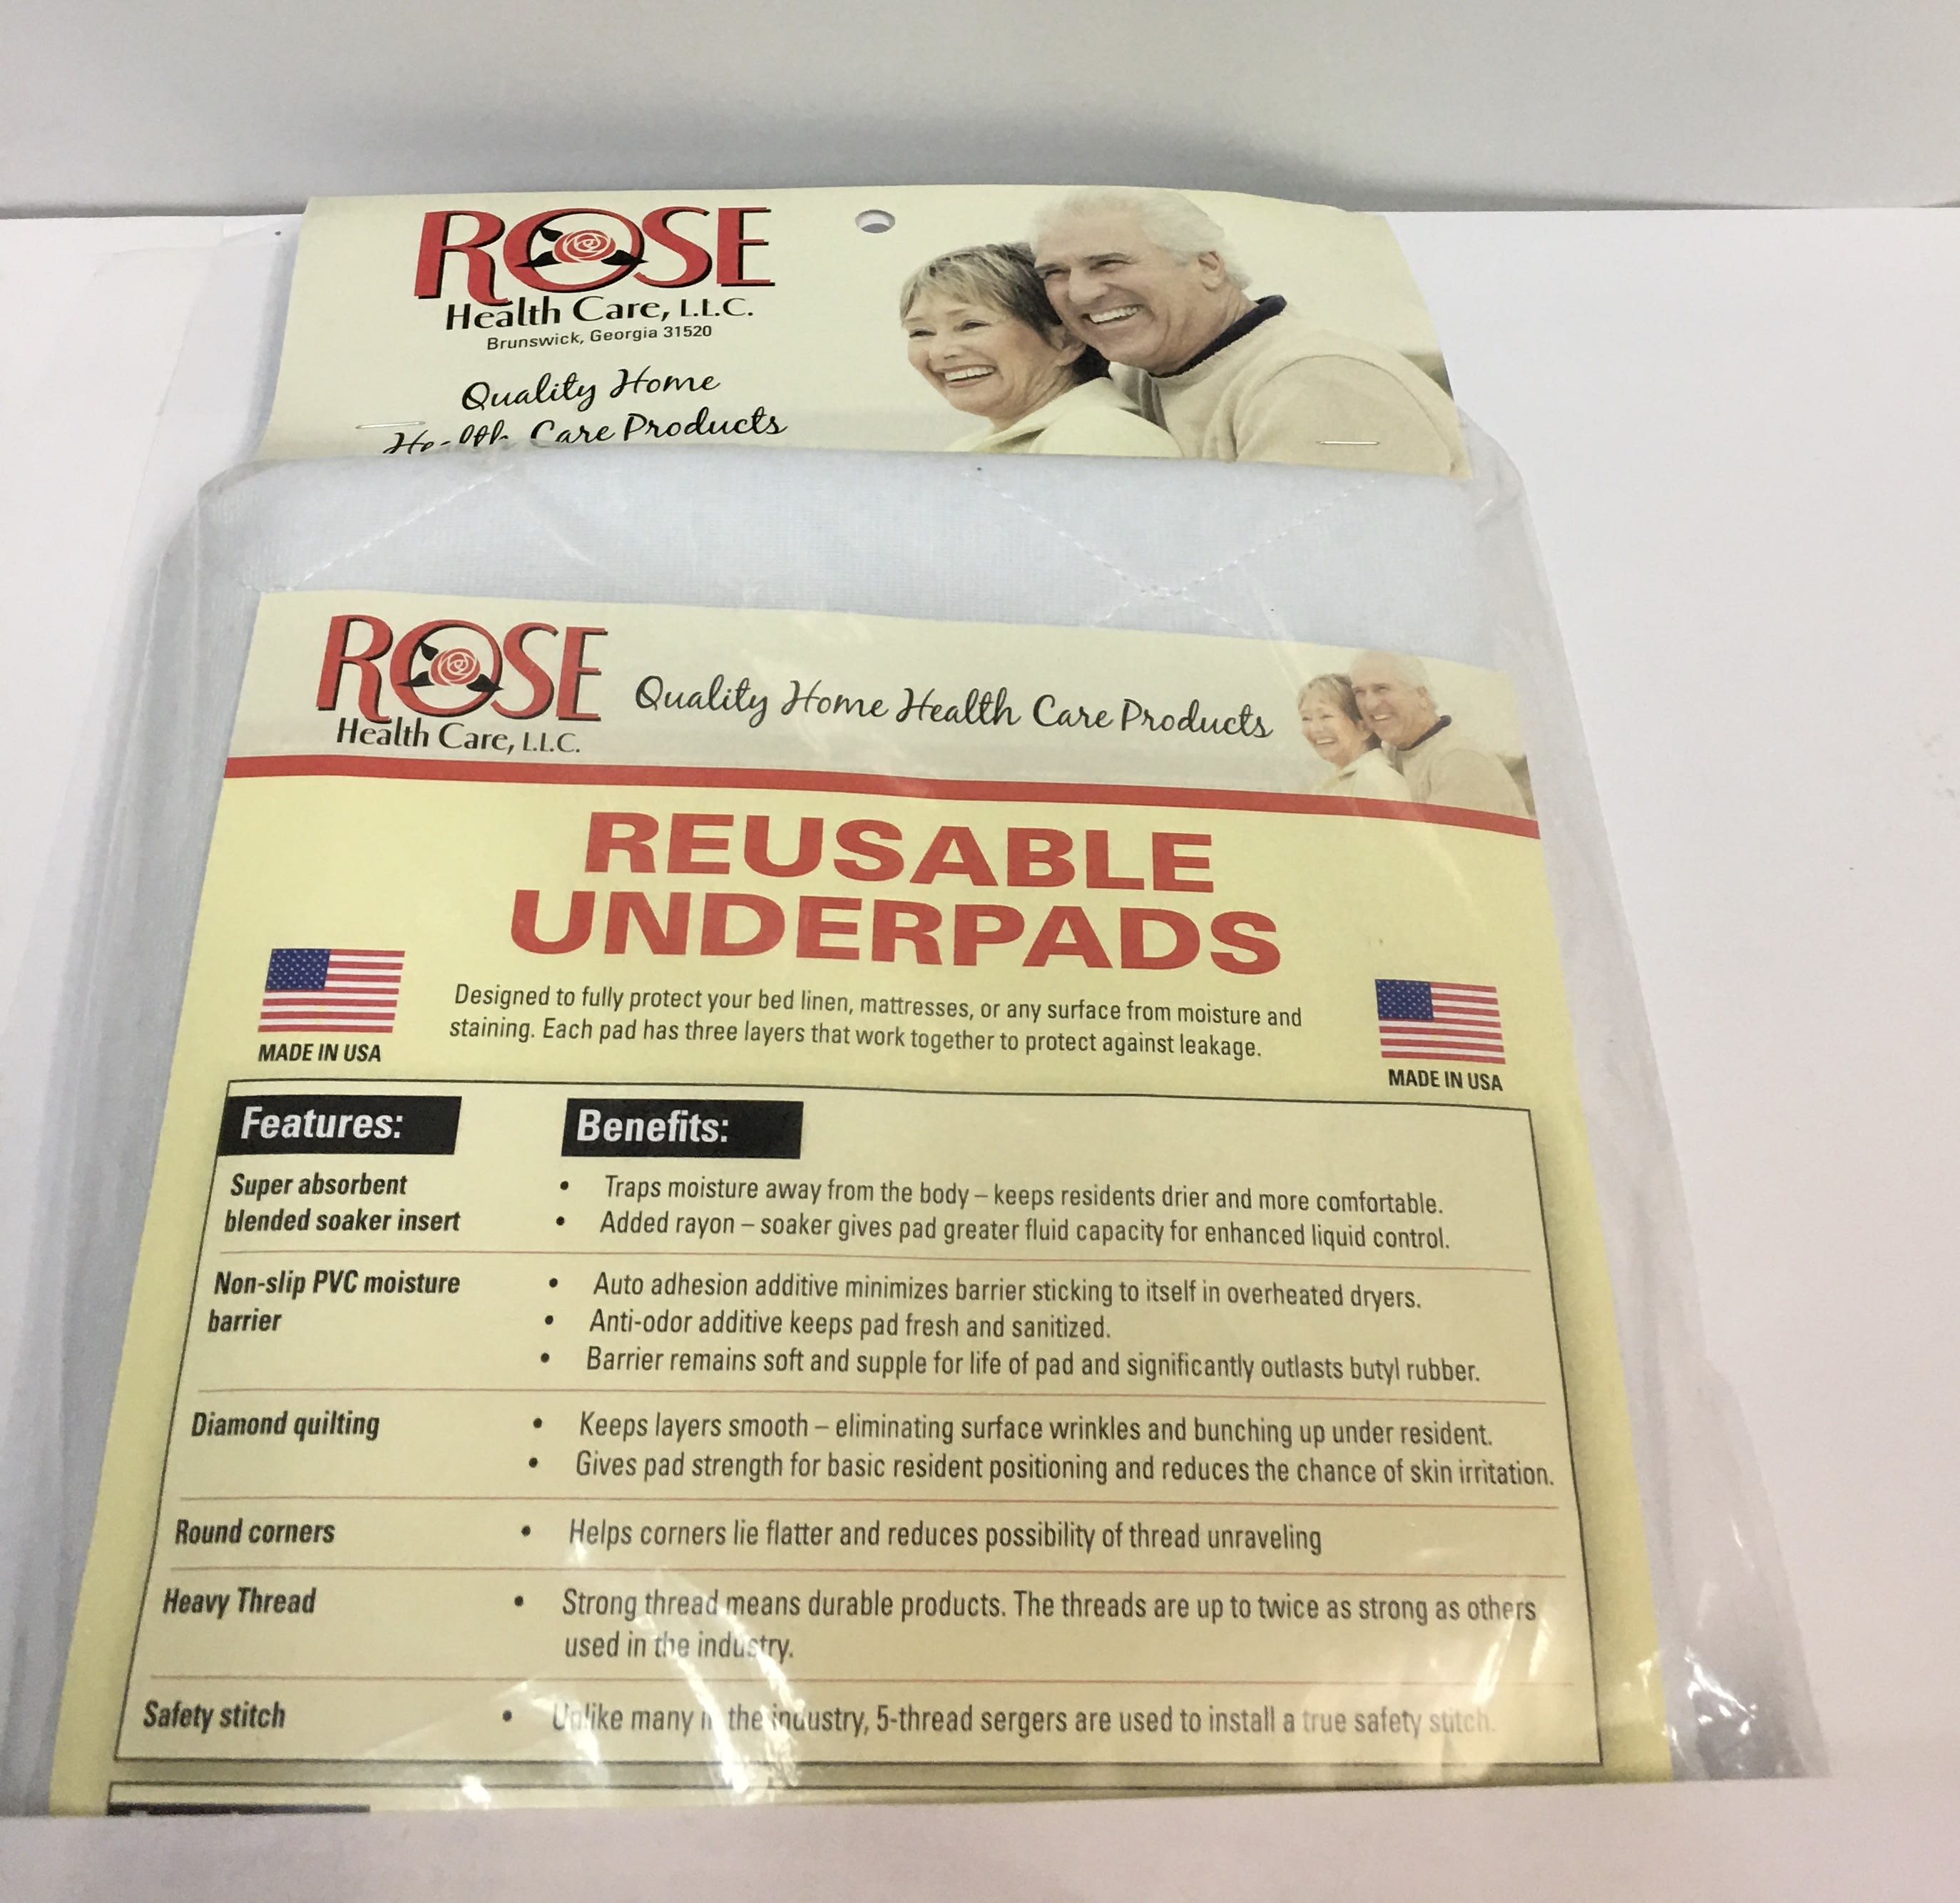 ROSE
Health Care, L.L.C.
Brunswick, Georgia 31520
Quality Home
Health Care Products
ROSE
Health Care, L.L.C.
Quality Home Health Care Products
REUSABLE
UNDERPADS
MADE IN USA
Designed to fully protect your bed linen, mattresses, or any surface from moisture and
staining. Each pad has three layers that work together to protect against leakage.
MADE IN USA
Features:
Benefits:
Super absorbent
blended soaker insert
• Traps moisture away from the body – keeps residents drier and more comfortable.
• Added rayon – soaker gives pad greater fluid capacity for enhanced liquid control.
Non-slip PVC moisture
barrier
• Auto adhesion additive minimizes barrier sticking to itself in overheated dryers.
• Anti-odor additive keeps pad fresh and sanitized.
• Barrier remains soft and supple for life of pad and significantly outlasts butyl rubber.
Diamond quilting
• Keeps layers smooth – eliminating surface wrinkles and bunching up under resident.
• Gives pad strength for basic resident positioning and reduces the chance of skin irritation.
Round corners
• Helps corners lie flatter and reduces possibility of thread unraveling
Heavy Thread
• Strong thread means durable products. The threads are up to twice as strong as others
used in the industry.
Safety stitch
• Unlike many in the industry, 5-thread sergers are used to install a true safety stitch.